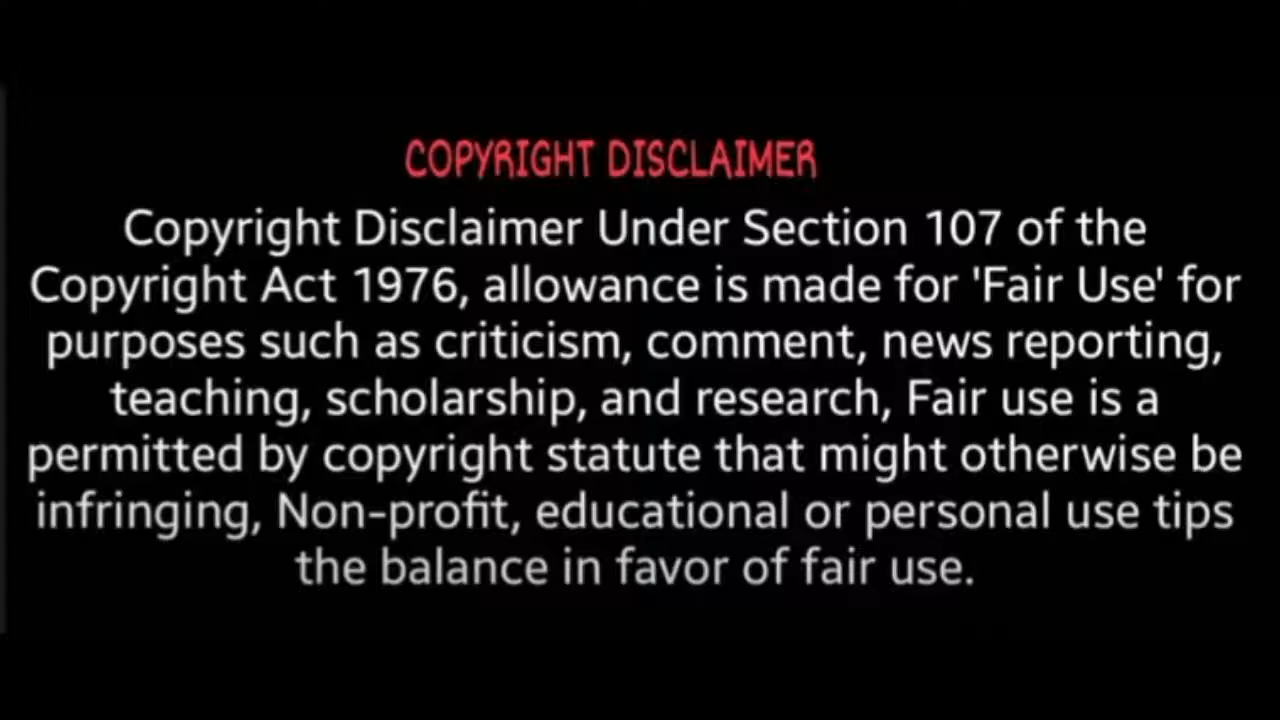 COPYRIGHT DISCLAIMER
Copyright Disclaimer Under Section 107 of the
Copyright Act 1976, allowance is made for 'Fair Use' for
purposes such as criticism, comment, news reporting,
teaching, scholarship, and research, Fair use is a
permitted by copyright statute that might otherwise be
infringing, Non-profit, educational or personal use tips
the balance in favor of fair use.